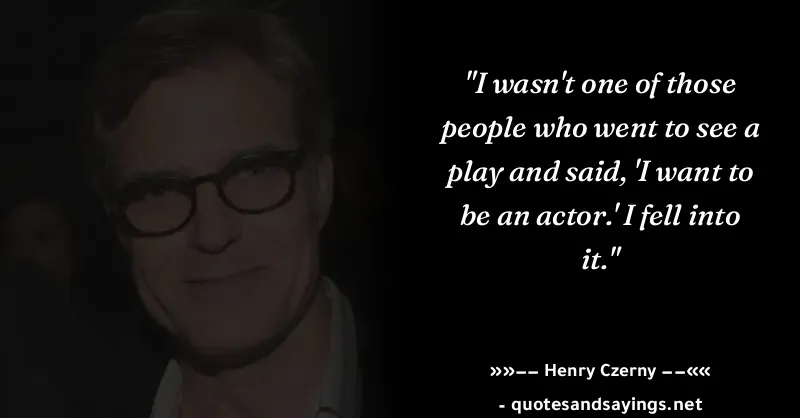 "I wasn't one of those
people who went to see a
play and said, 'I want to
be an actor.' I fell into
it."
»»−− Henry Czerny −−««
- quotesandsayings.net